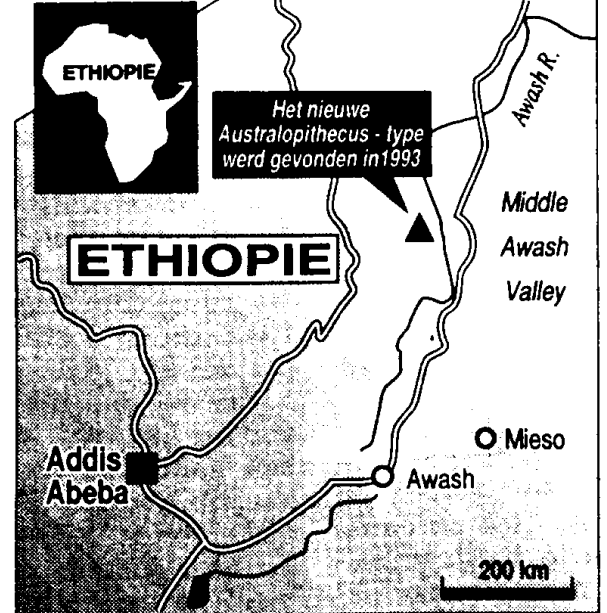 ETHIOPIE
Het nieuwe
Australopithecus - type
werd gevonden in1993
Awash R.
Middle
Awash
Valley
ETHIOPIE
Addis
Abeba
Mieso
Awash
200 km